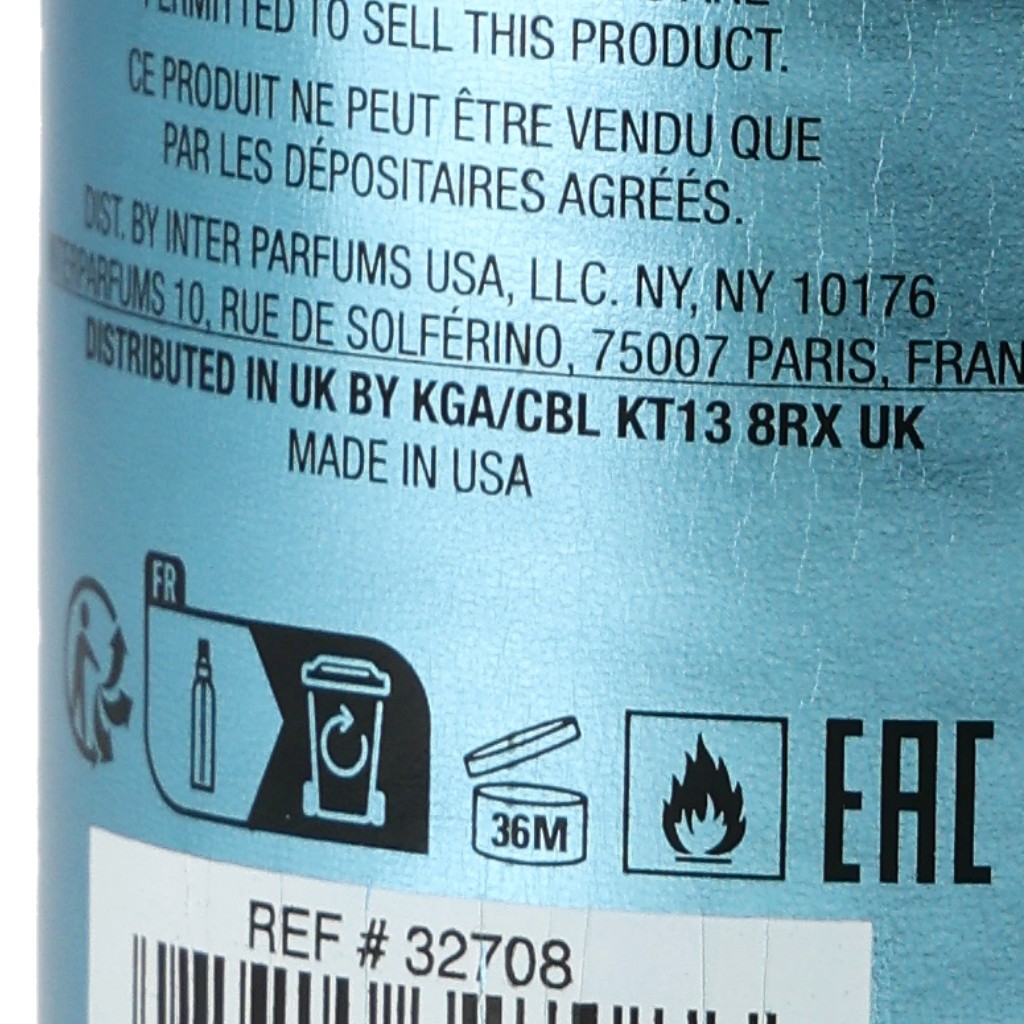 PERMITTED TO SELL THIS PRODUCT.
CE PRODUIT NE PEUT ÊTRE VENDU QUE
PAR LES DÉPOSITAIRES AGRÉÉS.
DIST. BY INTER PARFUMS USA, LLC. NY, NY 10176
INTERPARFUMS 10, RUE DE SOLFÉRINO, 75007 PARIS, FRAN
DISTRIBUTED IN UK BY KGA/CBL KT13 8RX UK
MADE IN USA
FR
36M
EAC
REF # 32708